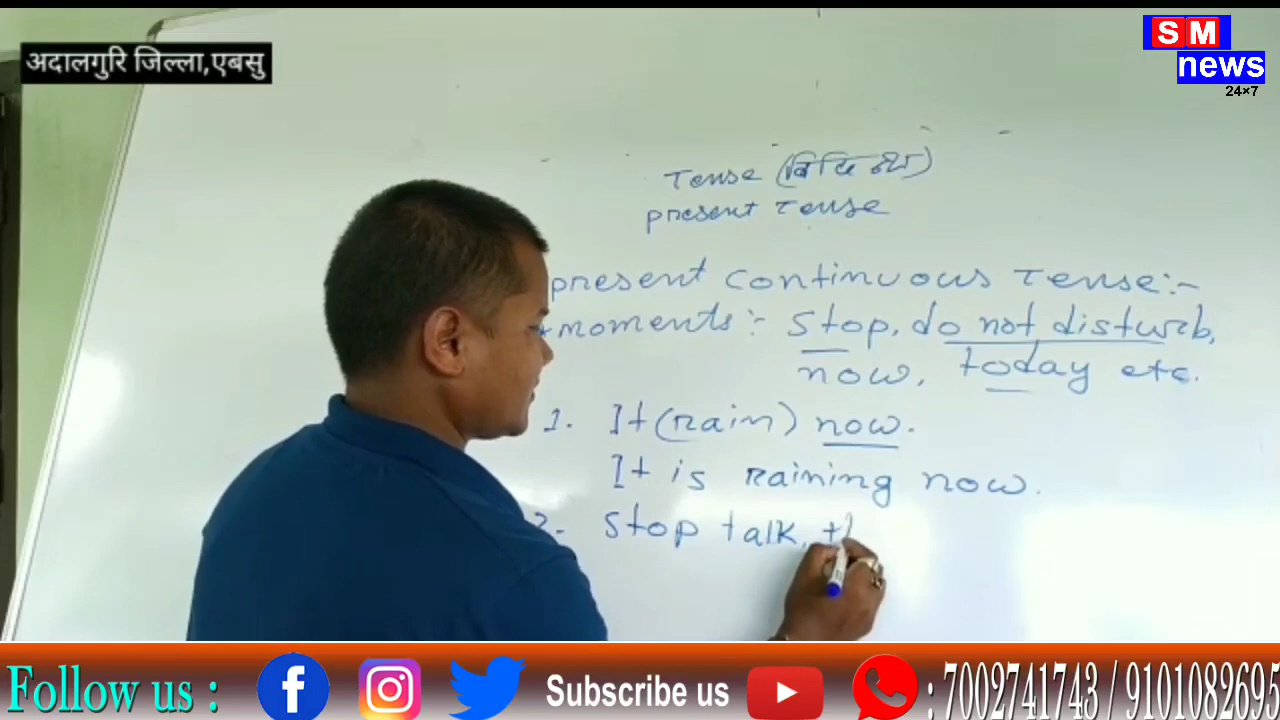 अदालगुरि जिल्ला,एबसु
S M
news
24×7
Tense
present Tense
present continuous Tense:-
*moments:- stop, do not disturb,
now, today etc.
1. It (rain) now.
It is raining now.
2. Stop talk, th
Follow us :
Subscribe us
: 7002741743 / 9101082695